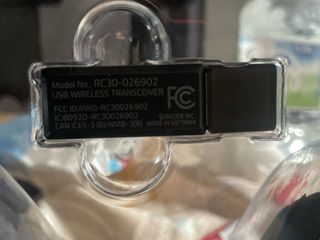 Model No.: RC30-026902
USB WIRELESS TRANSCEIVER
FCC ID:RWO-RC30026902
IC:8092D-RC30026902
CAN ICES-3 (B)/NMB-3(B)
FC
©RAZER INC.
MADE IN VIETNAM